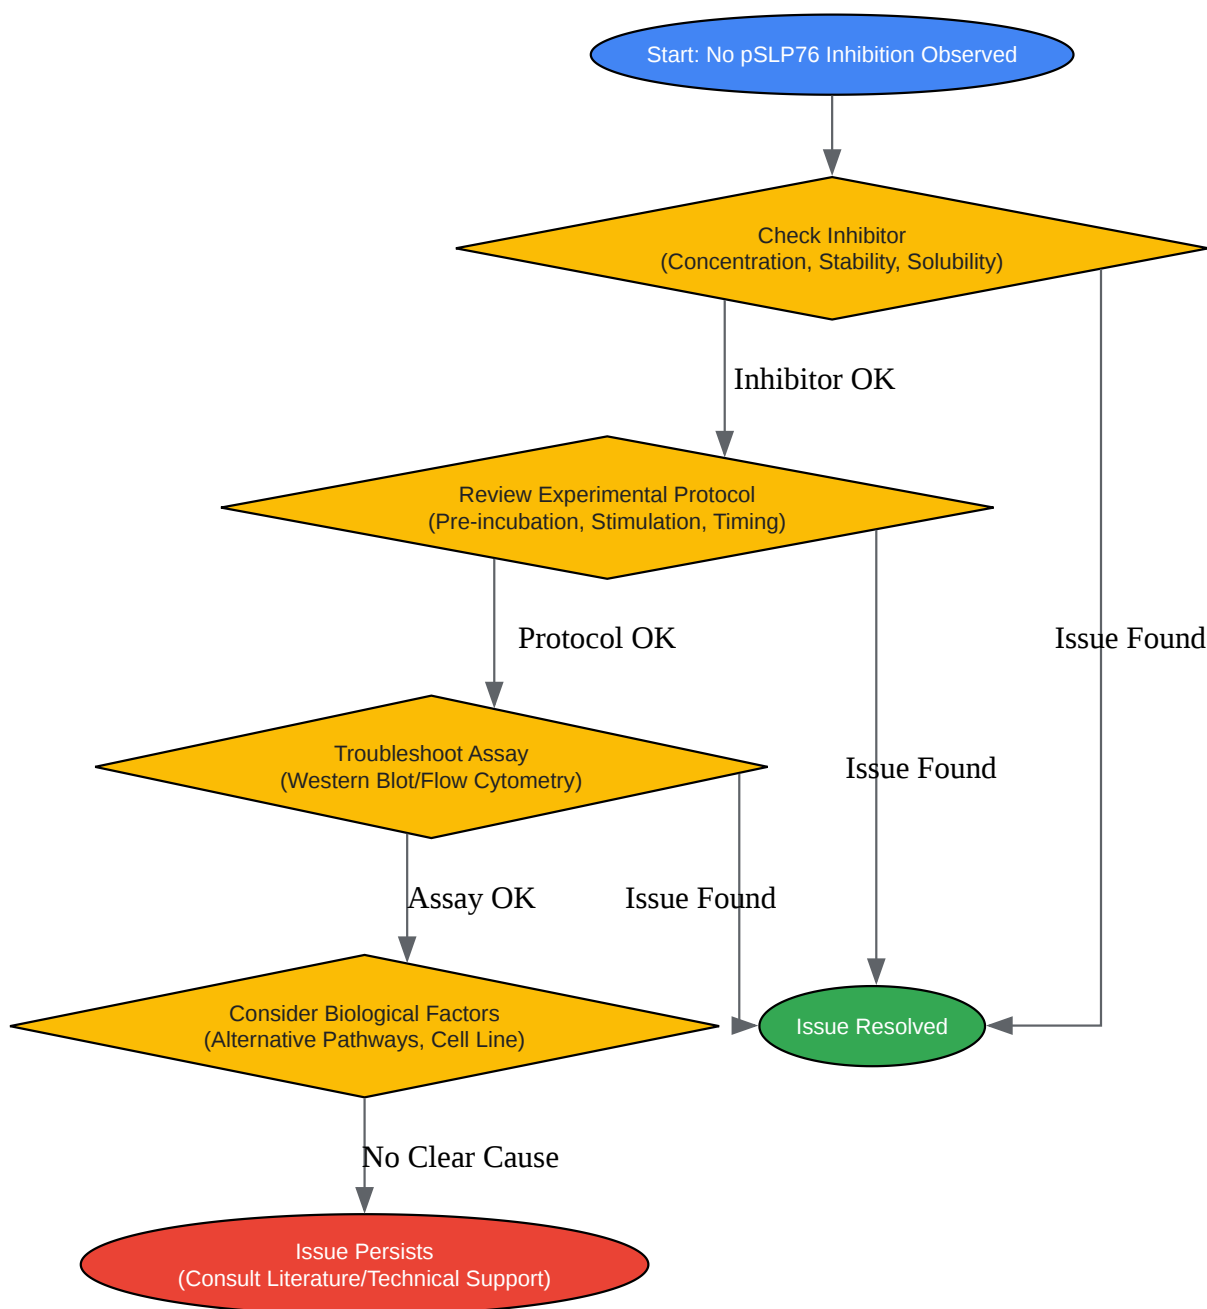 Start: No pSLP76 Inhibition Observed
Check Inhibitor
(Concentration, Stability, Solubility)
Inhibitor OK
Review Experimental Protocol
(Pre-incubation, Stimulation, Timing)
Protocol OK
Issue Found
Troubleshoot Assay
(Western Blot/Flow Cytometry)
Issue Found
Assay OK
Issue Found
Consider Biological Factors
(Alternative Pathways, Cell Line)
Issue Resolved
No Clear Cause
Issue Persists
(Consult Literature/Technical Support)